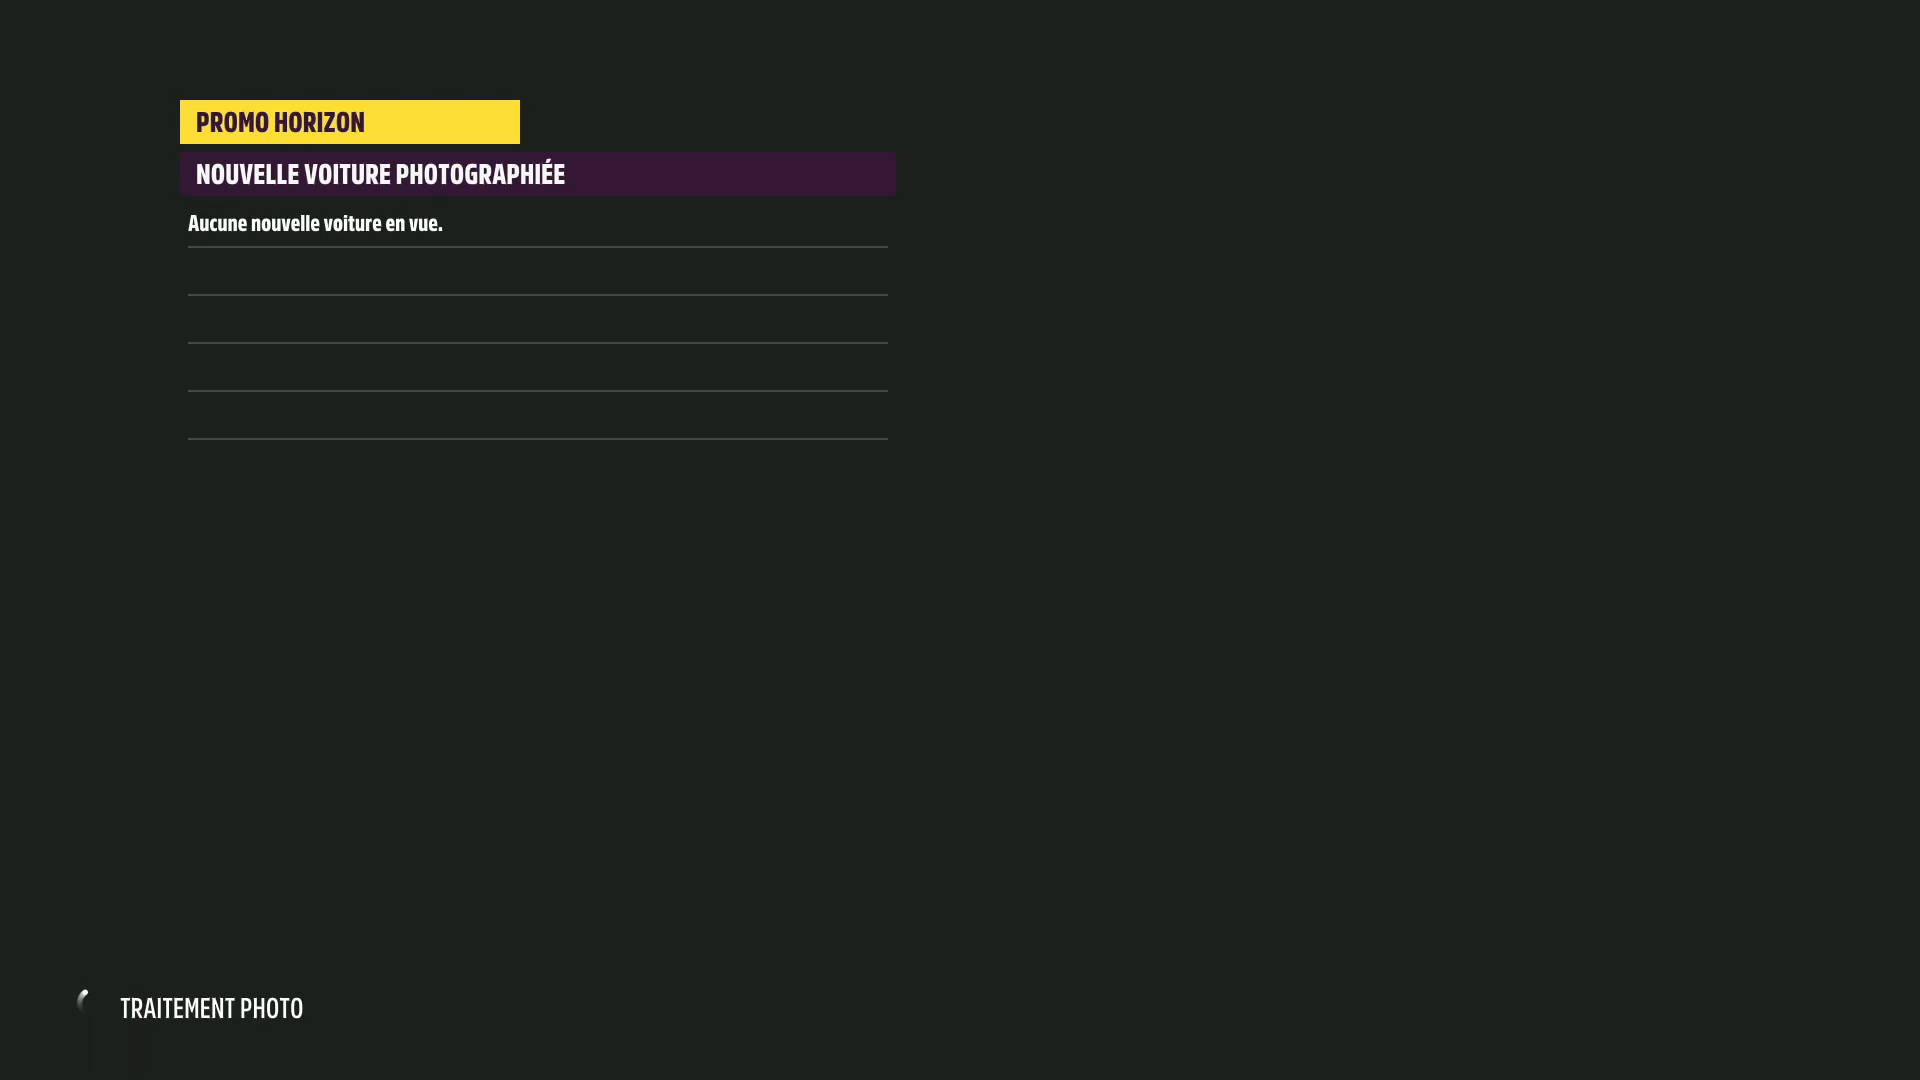 PROMO HORIZON
NOUVELLE VOITURE PHOTOGRAPHIÉE
Aucune nouvelle voiture en vue.
TRAITEMENT PHOTO